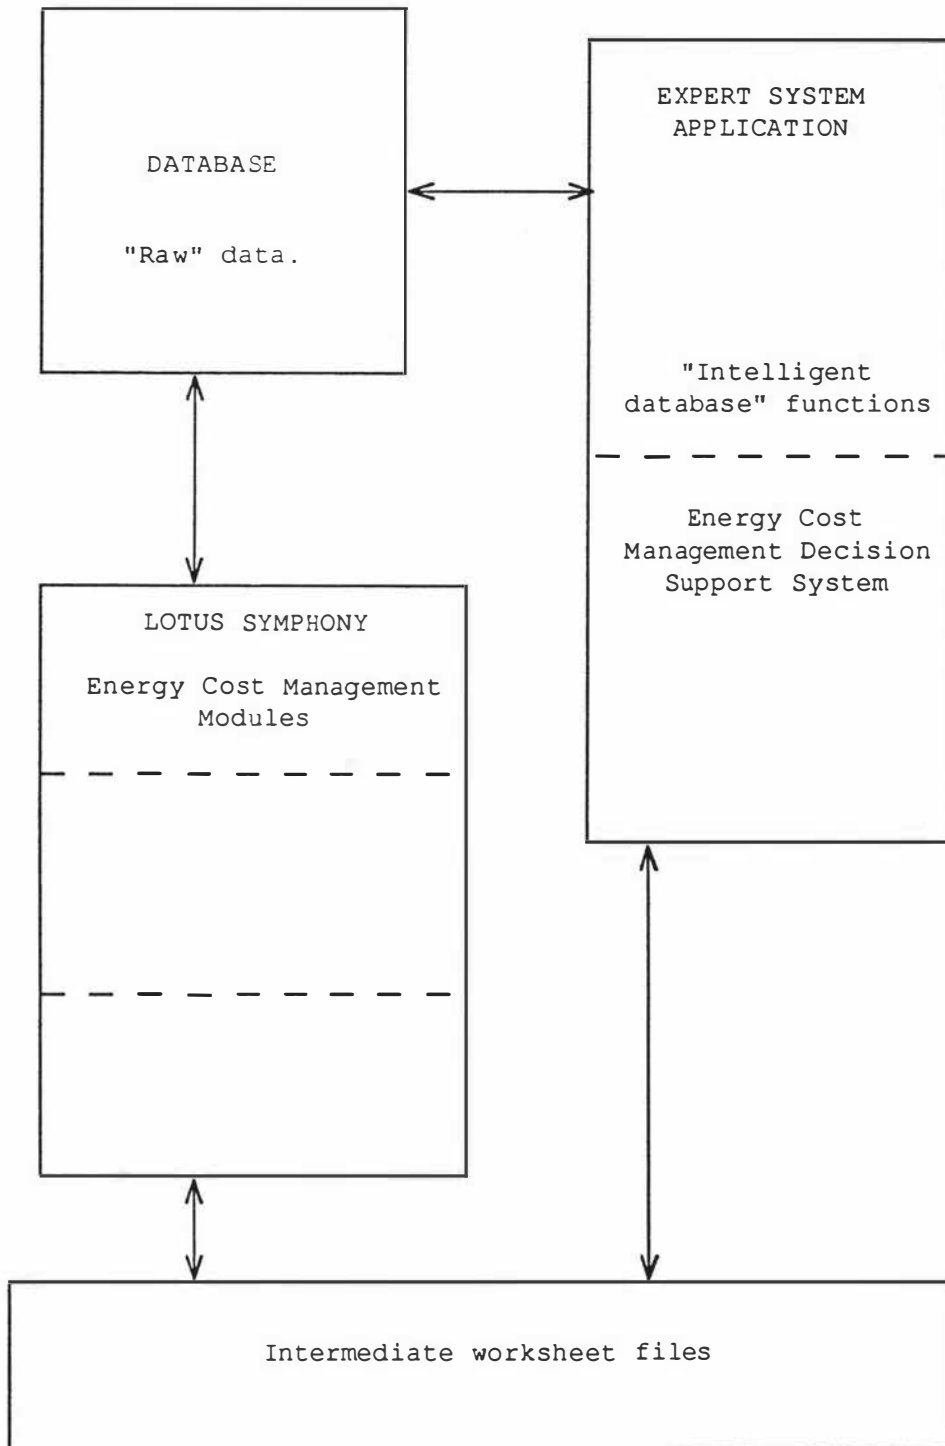 DATABASE
"Raw" data.
EXPERT SYSTEM
APPLICATION
"Intelligent
database" functions
Energy Cost
Management Decision
Support System
LOTUS SYMPHONY
Energy Cost Management
Modules
Intermediate worksheet files